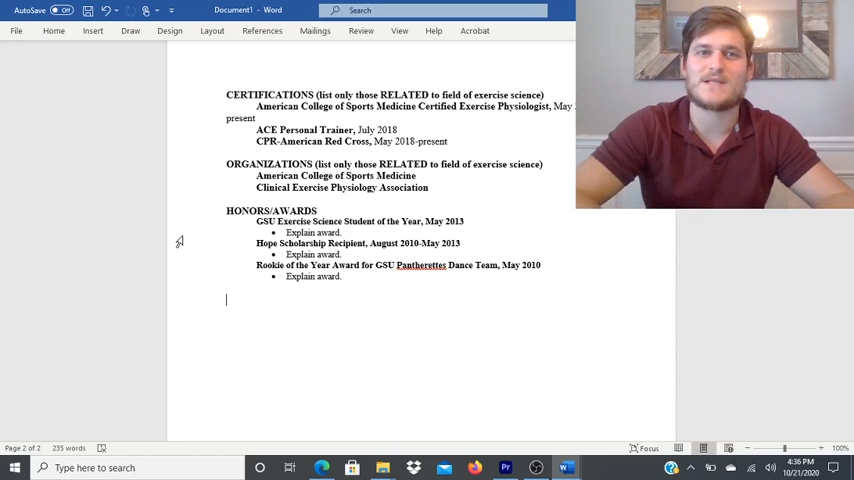 AutoSave Off Document1 - Word Search
File Home Insert Draw Design Layout References Mailings Review View Help Acrobat
CERTIFICATIONS (list only those RELATED to field of exercise science)
American College of Sports Medicine Certified Exercise Physiologist, May
present
ACE Personal Trainer, July 2018
CPR-American Red Cross, May 2018-present
ORGANIZATIONS (list only those RELATED to field of exercise science)
American College of Sports Medicine
Clinical Exercise Physiology Association
HONORS/AWARDS
GSU Exercise Science Student of the Year, May 2013
• Explain award.
Hope Scholarship Recipient, August 2010-May 2013
• Explain award.
Rookie of the Year Award for GSU Pantherettes Dance Team, May 2010
• Explain award.
Page 2 of 2 235 words Focus 100%
Type here to search Pr 4:36 PM
10/21/2020